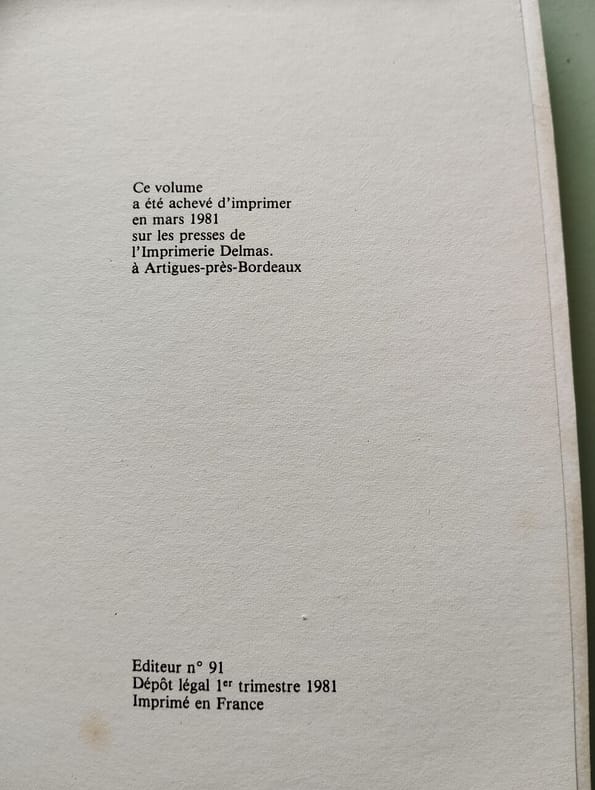 Ce volume
a été achevé d'imprimer
en mars 1981
sur les presses de
l'Imprimerie Delmas.
à Artigues-près-Bordeaux
Editeur n° 91
Dépôt légal 1er trimestre 1981
Imprimé en France